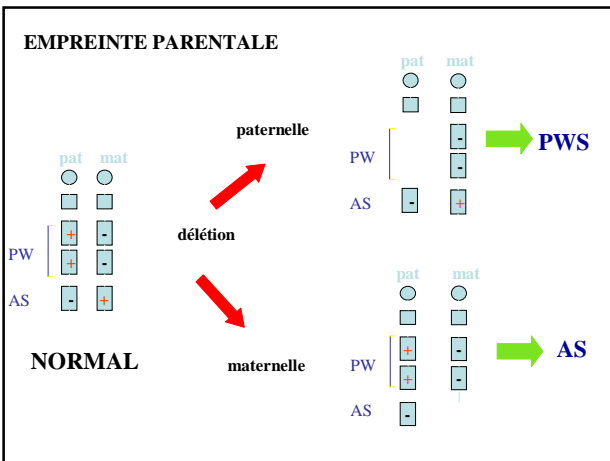 EMPREINTE PARENTALE
pat mat
paternelle
PW
-
-
PWS
AS
-
+
pat mat
PW
+
-
+
-
AS
-
+
NORMAL
délétion
maternelle
pat mat
PW
+
-
+
-
AS
AS
-